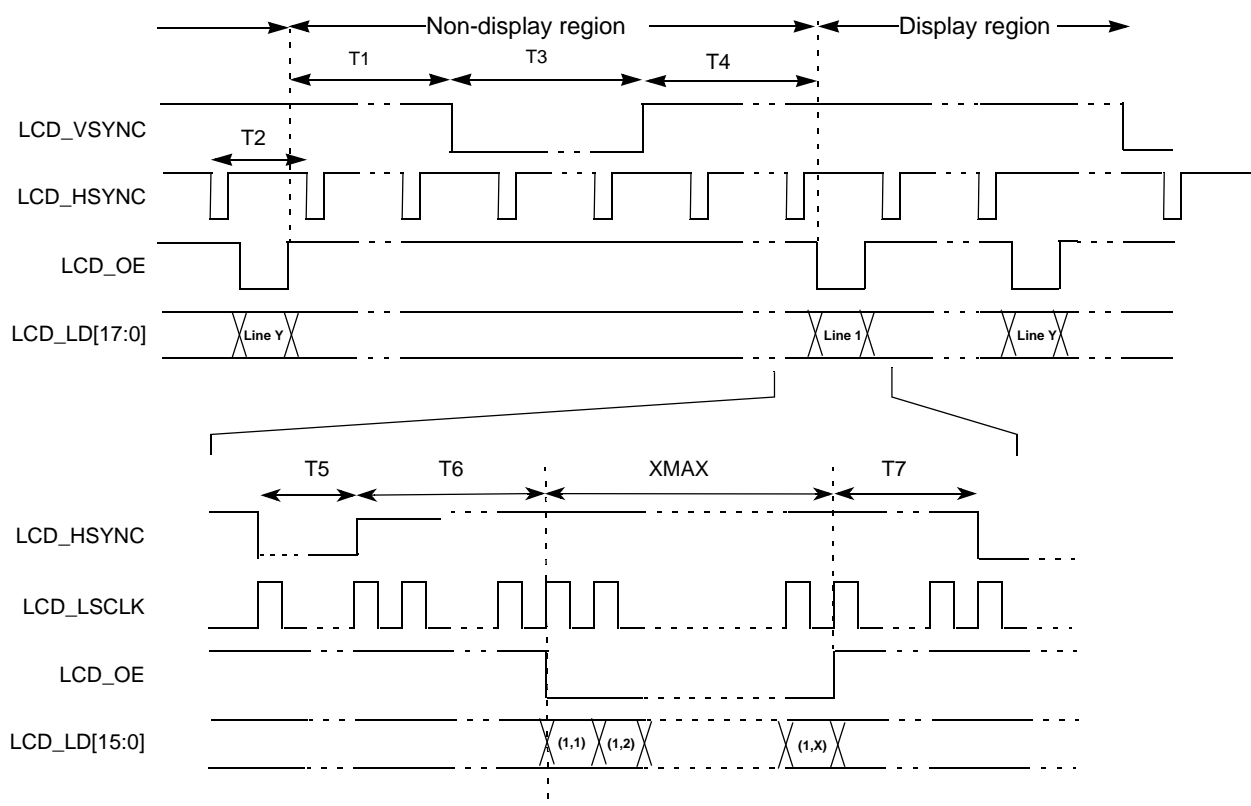 Non-display region
Display region
T1
T3
T4
LCD_VSYNC
T2
LCD_HSYNC
LCD_OE
LCD_LD[17:0]
Line Y
Line 1
Line Y
T5
T6
XMAX
T7
LCD_HSYNC
LCD_LSCLK
LCD_OE
LCD_LD[15:0]
(1,1)
(1,2)
(1,X)